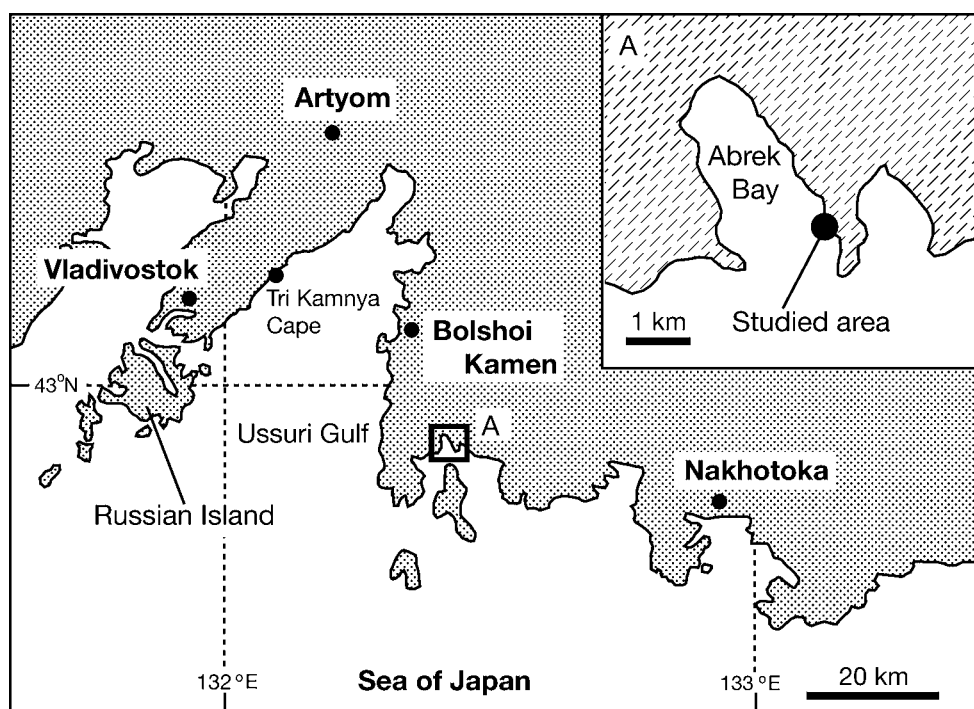 A
Artyom
Abrek
Bay
Vladivostok
Tri Kamnya
Cape
Bolshoi
Kamen
1 km
Studied area
43°N
Ussuri Gulf
A
Nakhotoka
Russian Island
132°E
Sea of Japan
133°E
20 km